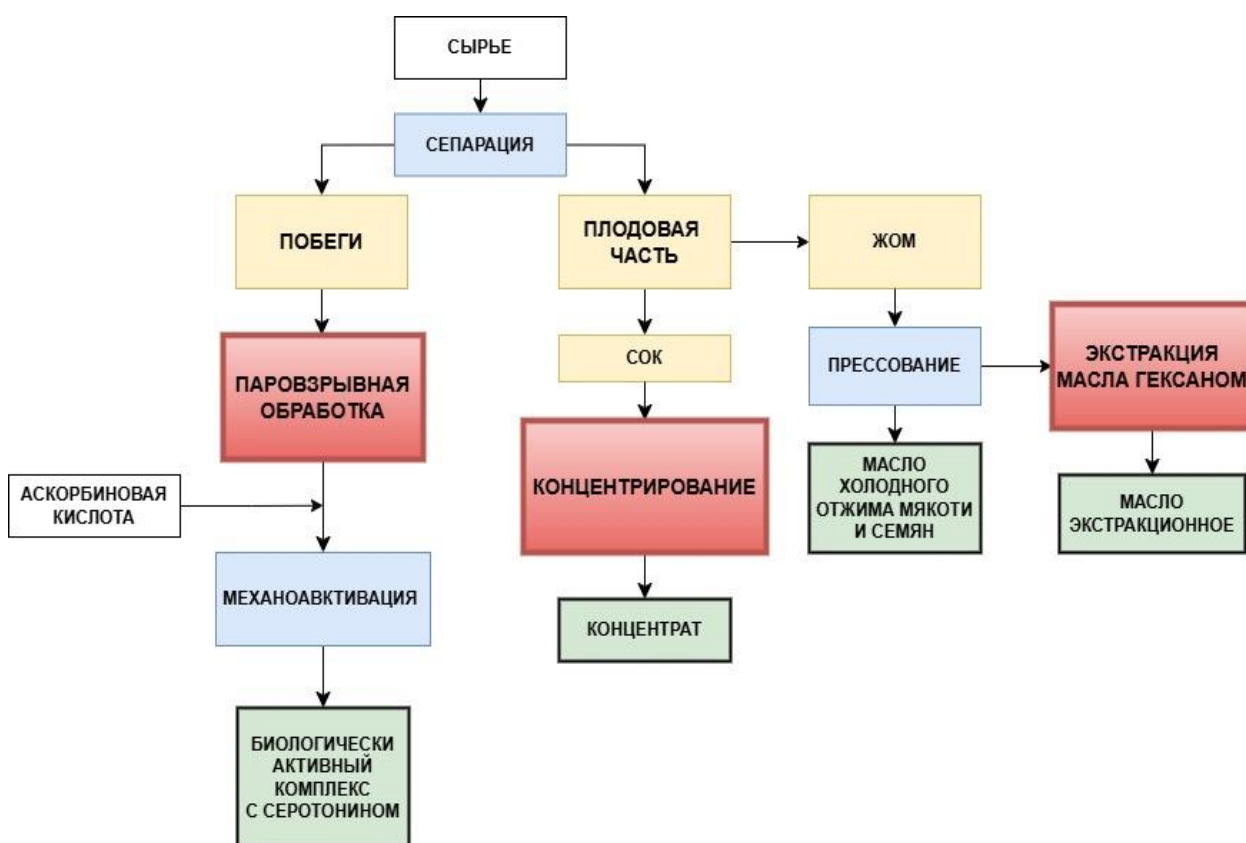 СЫРЬЕ
СЕПАРАЦИЯ
ПОБЕГИ
ПЛОДОВАЯ
ЧАСТЬ
ЖОМ
ПАРОВЗРЫВНАЯ
ОБРАБОТКА
СОК
ПРЕССОВАНИЕ
ЭКСТРАКЦИЯ
МАСЛА ГЕКСАНОМ
АСКОРБИНОВАЯ
КИСЛОТА
КОНЦЕНТРИРОВАНИЕ
МАСЛО
ХОЛОДНОГО
ОТЖИМА МЯКОТИ
И СЕМЯН
МАСЛО
ЭКСТРАКЦИОННОЕ
МЕХАНОАВКТИВАЦИЯ
КОНЦЕНТРАТ
БИОЛОГИЧЕСКИ
АКТИВНЫЙ
КОМПЛЕКС
С СЕРОТОНИНОМ